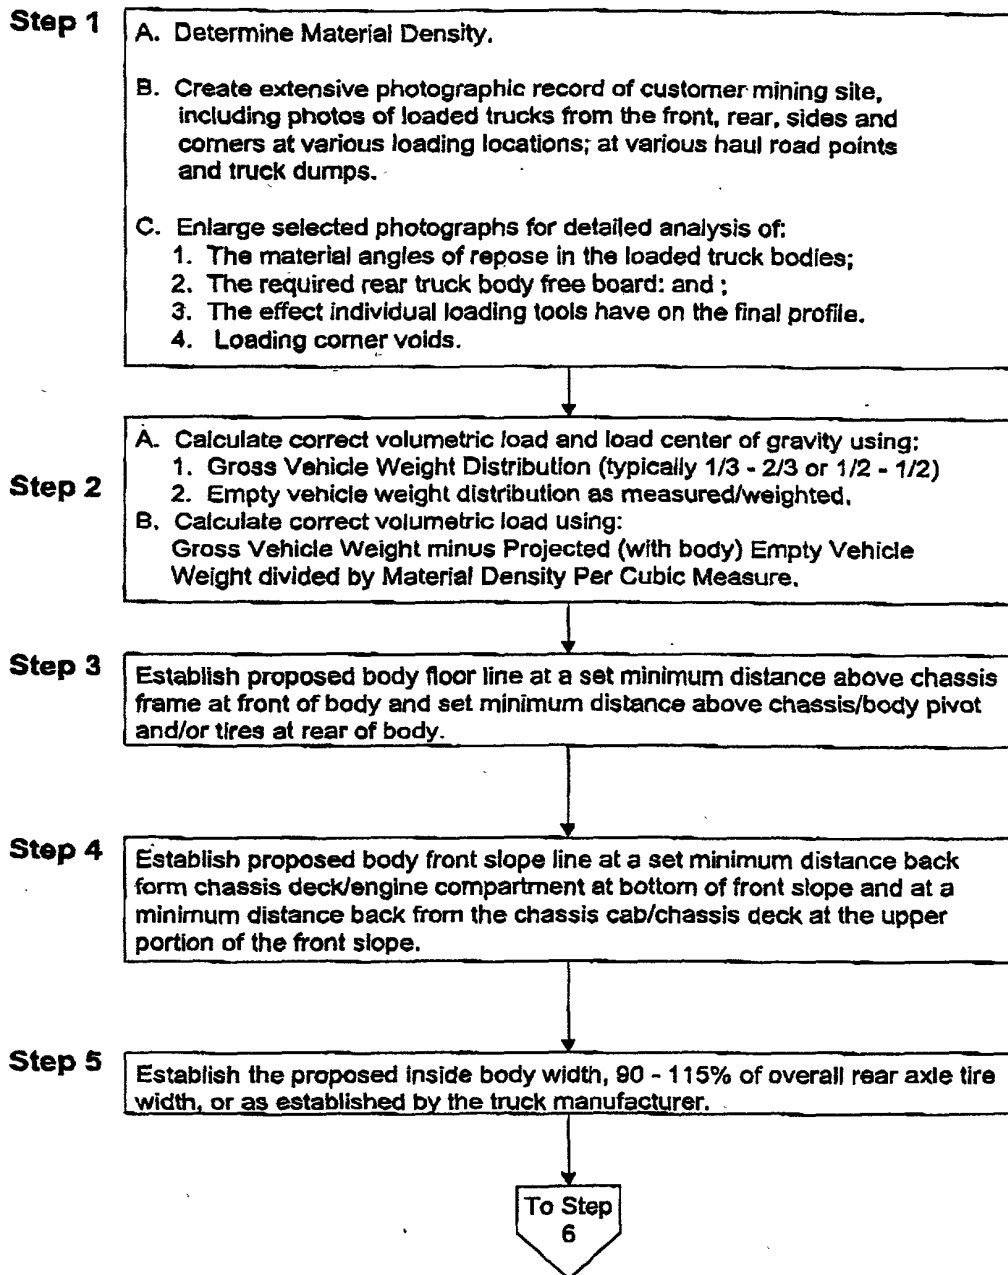 Step 1
A. Determine Material Density.
B. Create extensive photographic record of customer mining site,
including photos of loaded trucks from the front, rear, sides and
corners at various loading locations; at various haul road points
and truck dumps.
C. Enlarge selected photographs for detailed analysis of:
1. The material angles of repose in the loaded truck bodies;
2. The required rear truck body free board: and ;
3. The effect individual loading tools have on the final profile.
4. Loading corner voids.
Step 2
A. Calculate correct volumetric load and load center of gravity using:
1. Gross Vehicle Weight Distribution (typically 1/3 - 2/3 or 1/2 - 1/2)
2. Empty vehicle weight distribution as measured/weighted.
B. Calculate correct volumetric load using:
Gross Vehicle Weight minus Projected (with body) Empty Vehicle
Weight divided by Material Density Per Cubic Measure.
Step 3
Establish proposed body floor line at a set minimum distance above chassis
frame at front of body and set minimum distance above chassis/body pivot
and/or tires at rear of body.
Step 4
Establish proposed body front slope line at a set minimum distance back
form chassis deck/engine compartment at bottom of front slope and at a
minimum distance back from the chassis cab/chassis deck at the upper
portion of the front slope.
Step 5
Establish the proposed inside body width, 90 - 115% of overall rear axle tire
width, or as established by the truck manufacturer.
To Step
6